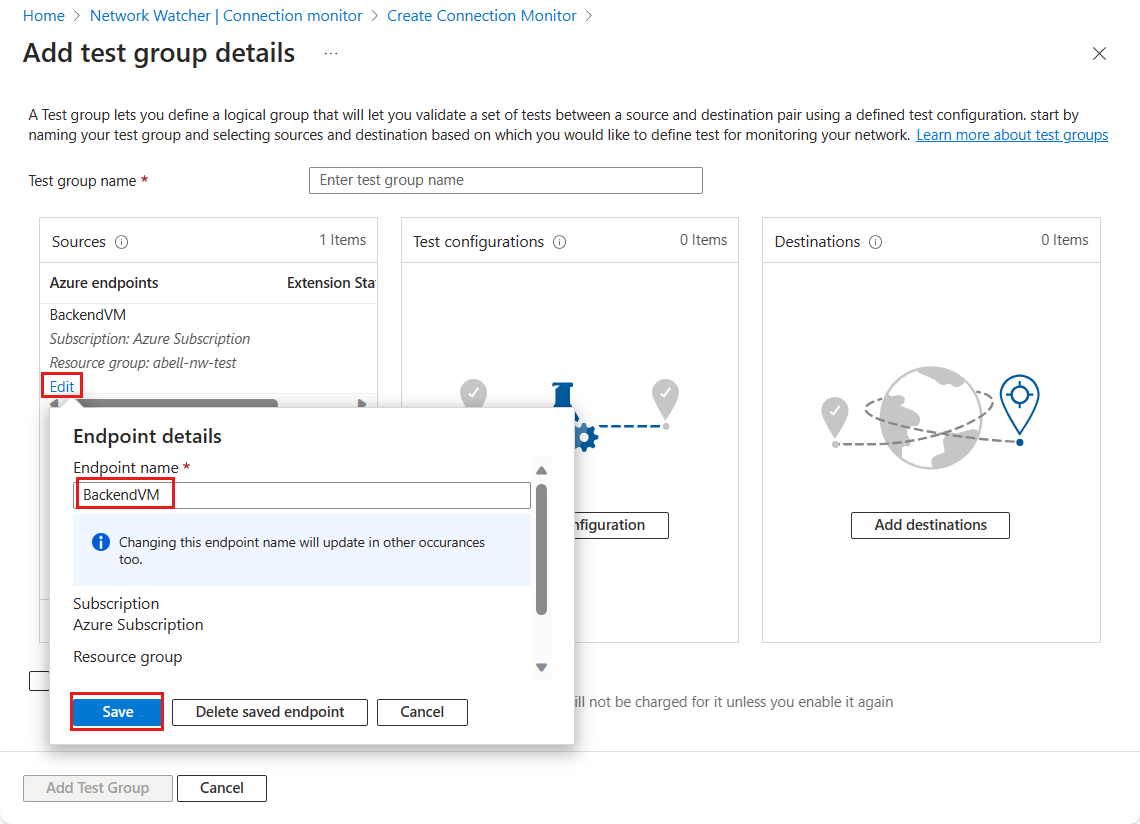 Home > Network Watcher | Connection monitor > Create Connection Monitor >
Add test group details ...
A Test group lets you define a logical group that will let you validate a set of tests between a source and destination pair using a defined test configuration. start by
naming your test group and selecting sources and destination based on which you would like to define test for monitoring your network. Learn more about test groups
Test group name *
Enter test group name
Sources
1 Items
Azure endpoints
Extension Sta
BackendVM
Subscription: Azure Subscription
Resource group: abell-nw-test
Edit
Test configurations
0 Items
nfiguration
Destinations
0 Items
Add destinations
Endpoint details
Endpoint name *
BackendVM
Changing this endpoint name will update in other occurances
too.
Subscription
Azure Subscription
Resource group
Save
Delete saved endpoint
Cancel
ill not be charged for it unless you enable it again
Add Test Group
Cancel